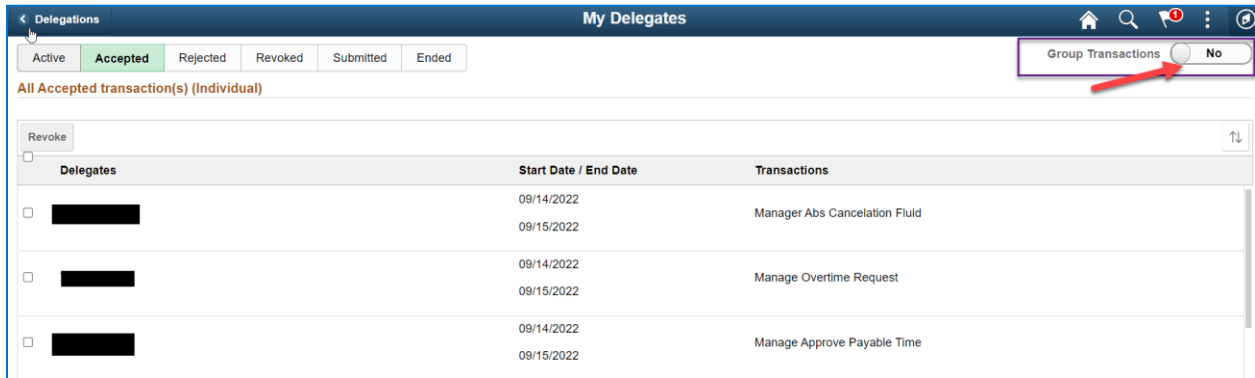 Delegations My Delegates 1
Active Accepted Rejected Revoked Submitted Ended Group Transactions No
All Accepted transaction(s) (Individual)
Revoke
Delegates Start Date / End Date Transactions
09/14/2022
Manager Abs Cancelation Fluid
09/15/2022
09/14/2022
Manage Overtime Request
09/15/2022
09/14/2022
Manage Approve Payable Time
09/15/2022